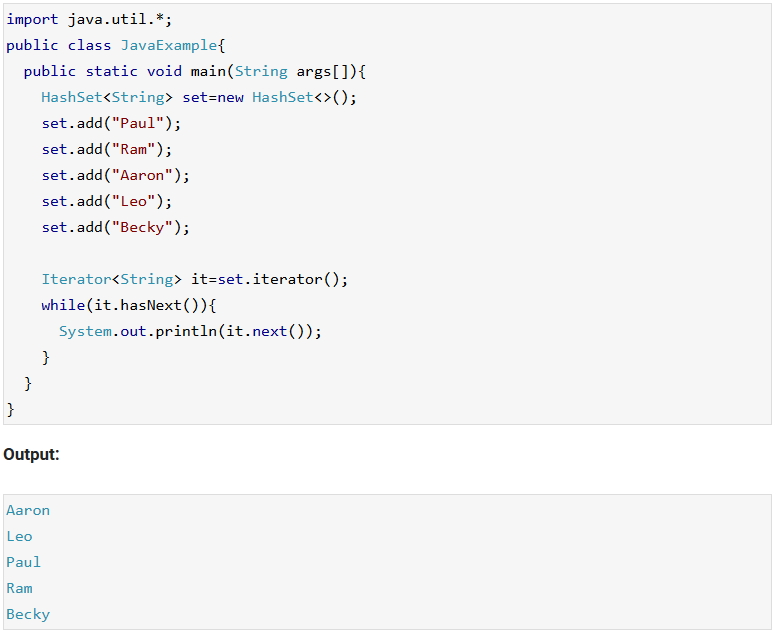 import java.util.*;
public class JavaExample{
  public static void main(String args[]){
    HashSet<String> set=new HashSet<>();
    set.add("Paul");
    set.add("Ram");
    set.add("Aaron");
    set.add("Leo");
    set.add("Becky");

    Iterator<String> it=set.iterator();
    while(it.hasNext()){
      System.out.println(it.next());
    }
  }
}
Output:
Aaron
Leo
Paul
Ram
Becky